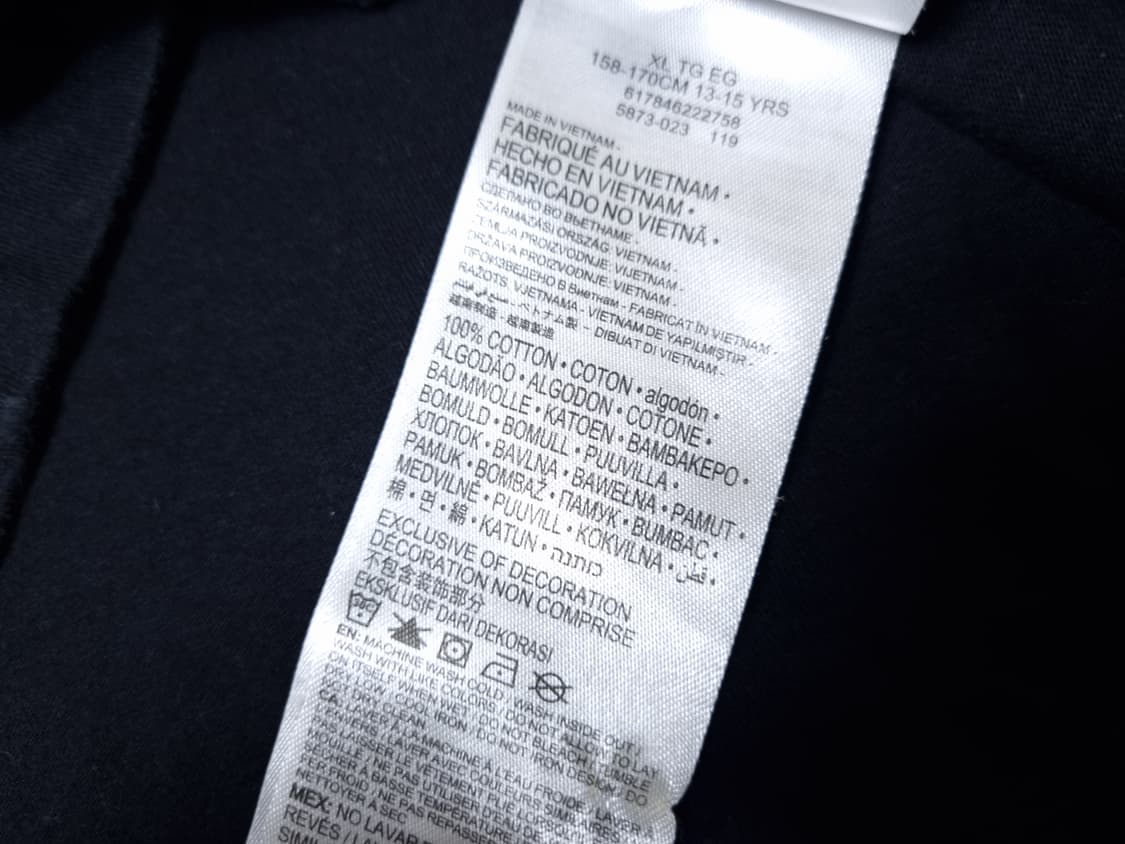 XL TG EG
158-170CM 13-15 YRS
617846222758
5873-023 119
MADE IN VIETNAM •
FABRIQUÉ AU VIETNAM •
HECHO EN VIETNAM •
FABRICADO NO VIETNÃ •
СДЕЛАНО ВО ВЬЕТНАМЕ •
SZÁRMAZÁSI ORSZÁG: VIETNAM •
ZEMLJA PROIZVODNJE: VIJETNAM •
DRŽAVA PROIZVODNJE: VIETNAM •
ПРОИЗВЕДЕНО В Виетнам • FABRICAT ÎN VIETNAM •
RAŽOTS, VJETNAMA • VİETNAM DE YAPILMIŞTIR •
ベトナム製 – DIBUAT DI VIETNAM •
越南製造 • 越南製造
100% COTTON • COTON • algodón •
ALGODÃO • ALGODON • COTONE •
BAUMWOLLE • KATOEN • ΒΑΜΒΑΚΕΡΟ •
BOMULD • BOMULL • PUUVILLA •
ХЛОПОК • BAVLNA • BAWEŁNA • PAMUT •
PAMUK • BOMBAŽ • ПАМУК • BUMBAC •
MEDVILNĖ • PUUVILL • KOKVILNA • قطن •
棉 • 면 • 綿 • KATUN • כותנה
EXCLUSIVE OF DECORATION
DÉCORATION NON COMPRISE
不包含装饰部分
EKSKLUSIF DARI DEKORASI
EN: MACHINE WASH COLD / WASH INSIDE OUT /
WASH WITH LIKE COLORS / DO NOT ALLOW TO LAY
ON ITSELF WHEN WET / DO NOT BLEACH / TUMBLE
DRY LOW / COOL IRON / DO NOT IRON DESIGN / DO
NOT DRY CLEAN.
CA: LAVER À LA MACHINE À L'EAU FROIDE / LAVER À
L'ENVERS / LAVER AVEC COULEURS SIMILAIRES
PAS LAISSER LE VÊTEMENT PLIÉ LORSQU'IL
/ NE PAS UTILISER D'EAU
SÉCHER À BASSE TEMPÉRATURE /
FER FROID / NE PAS REPASSER
NETTOYER À SEC
MEX: NO LAVAR
REVÉS / LA
SIMIL